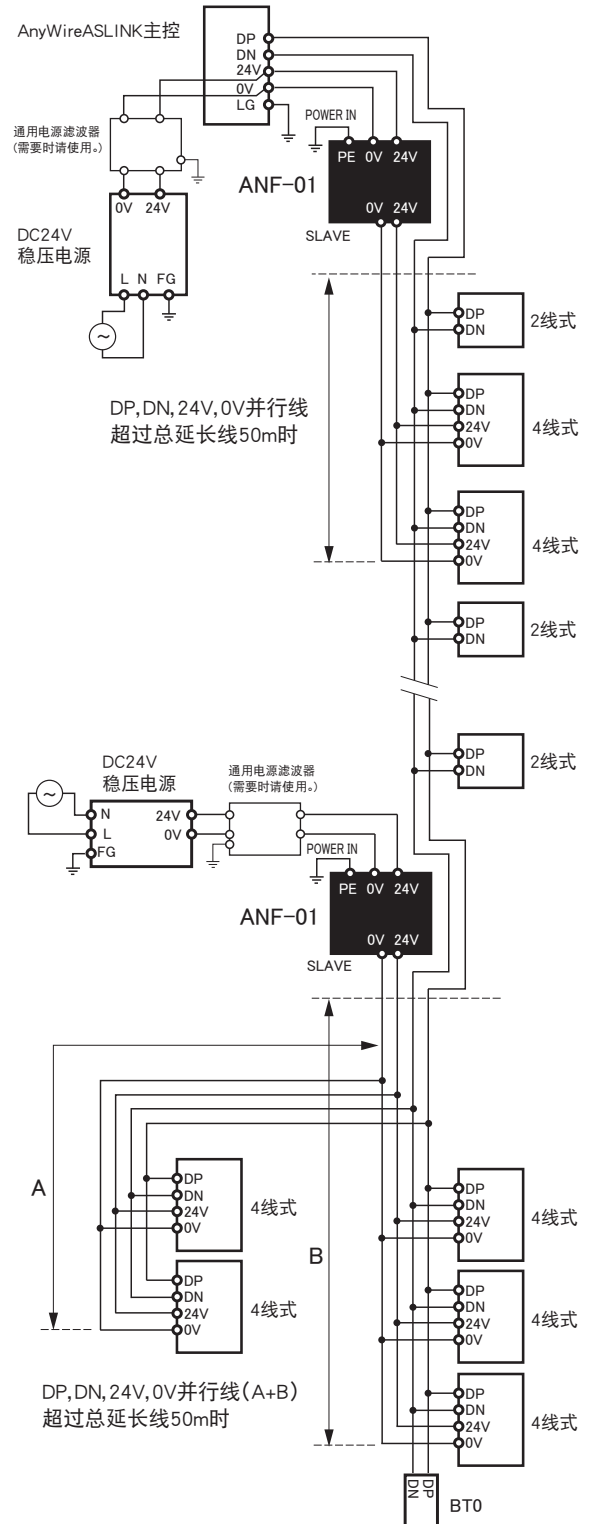 AnyWireASLINK主控
DP
DN
24V
0V
LG
通用电源滤波器
(需要时请使用。)
POWER IN
PE 0V 24V
ANF-01
0V 24V
SLAVE
0V 24V
DC24V
稳压电源
L N FG
DP
DN
2线式
DP,DN,24V,0V并行线
超过总延长线50m时
DP
DN
24V
0V
4线式
DP
DN
24V
0V
4线式
DP
DN
2线式
DP
DN
2线式
DC24V
稳压电源
N
L
FG
24V
0V
通用电源滤波器
(需要时请使用。)
POWER IN
PE 0V 24V
ANF-01
0V 24V
SLAVE
A
B
DP
DN
24V
0V
4线式
DP
DN
24V
0V
4线式
DP
DN
24V
0V
4线式
DP
DN
24V
0V
4线式
DP,DN,24V,0V并行线(A+B)
超过总延长线50m时
DP
DN
24V
0V
4线式
DP
DN
BT0